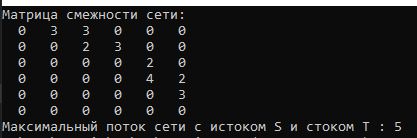 Матрица смежности сети:
0 3 3 0 0 0
0 0 2 3 0 0
0 0 0 0 2 0
0 0 0 0 4 2
0 0 0 0 0 3
0 0 0 0 0 0
Максимальный поток сети с истоком S и стоком T : 5